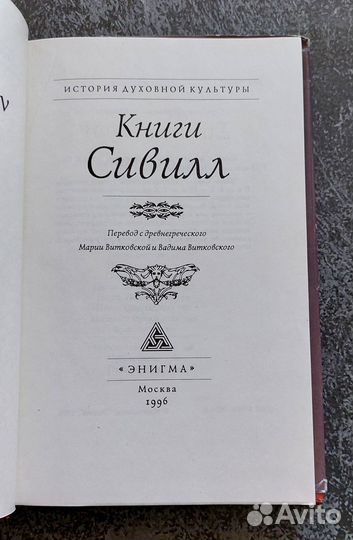 ИСТОРИЯ ДУХОВНОЙ КУЛЬТУРЫ
Книги
Сивилл
Перевод с древнегреческого
Марии Витковской и Вадима Витковского
«ЭНИГМА»
Москва
1996
Avito